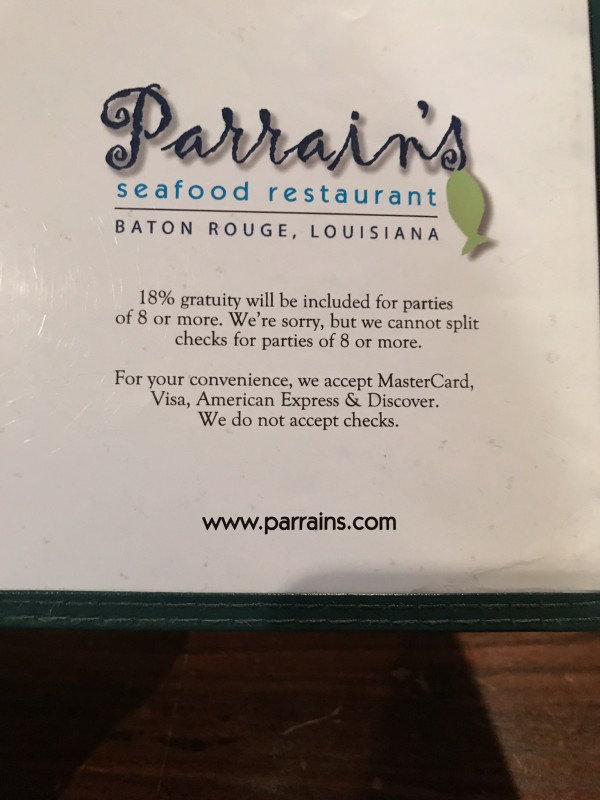 Parrain's
seafood restaurant
BATON ROUGE, LOUISIANA
18% gratuity will be included for parties
of 8 or more. We're sorry, but we cannot split
checks for parties of 8 or more.
For your convenience, we accept MasterCard,
Visa, American Express & Discover.
We do not accept checks.
www.parrains.com